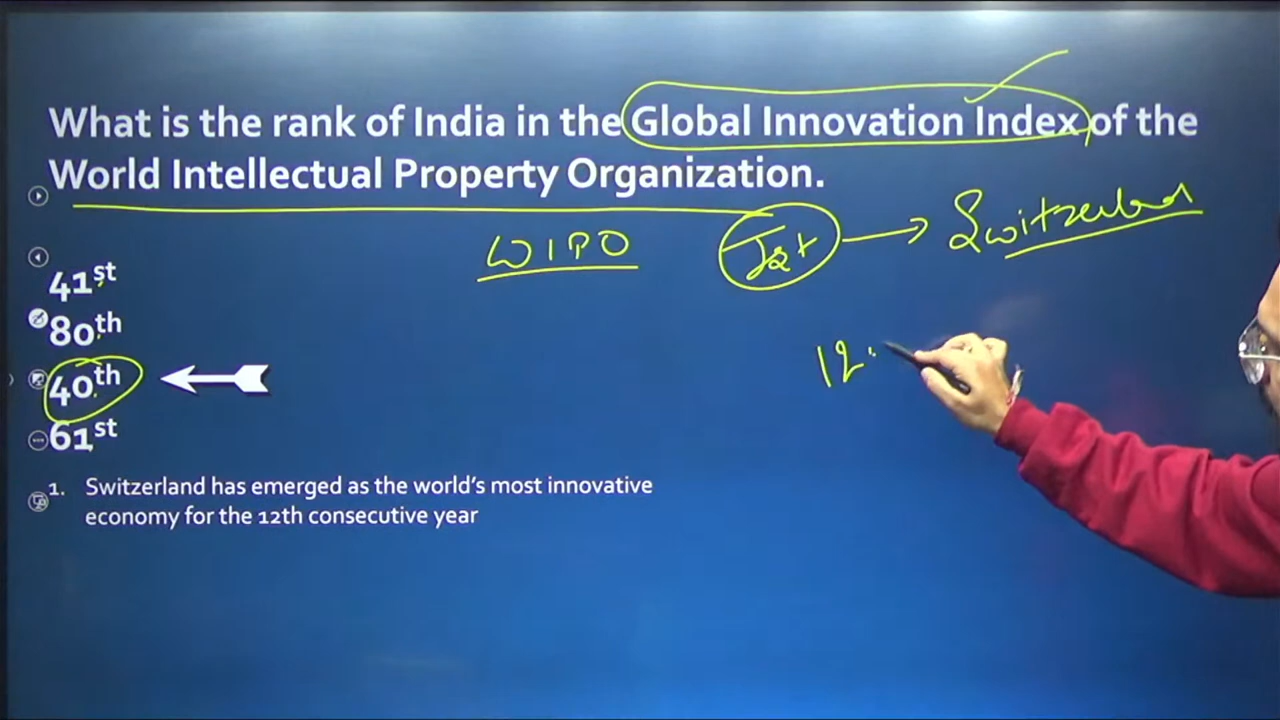 What is the rank of India in the Global Innovation Index of the
World Intellectual Property Organization.
WIPO
Switzerland
41st
80th
40th
61st
12
1. Switzerland has emerged as the world's most innovative
economy for the 12th consecutive year